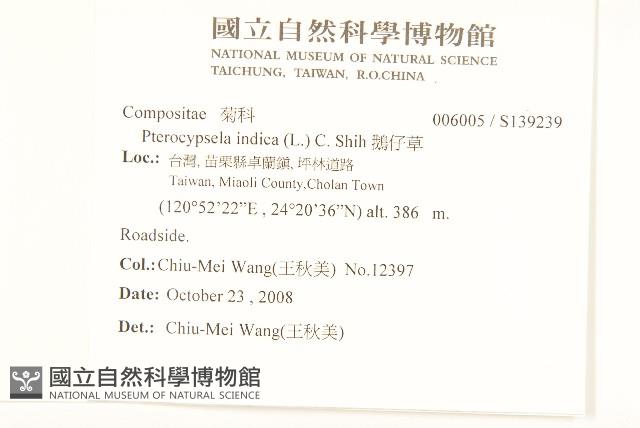 國立自然科學博物館
NATIONAL MUSEUM OF NATURAL SCIENCE
TAICHUNG, TAIWAN, R.O.CHINA
Compositae 菊科 006005 / S139239
Pterocypsela indica (L.) C. Shih 鵝仔草
Loc.: 台灣, 苗栗縣卓蘭鎮, 坪林道路
Taiwan, Miaoli County,Cholan Town
(120°52’22”E , 24°20’36”N) alt. 386 m.
Roadside.
Col.: Chiu-Mei Wang(王秋美) No.12397
Date: October 23 , 2008
Det.: Chiu-Mei Wang(王秋美)
國立自然科學博物館
NATIONAL MUSEUM OF NATURAL SCIENCE